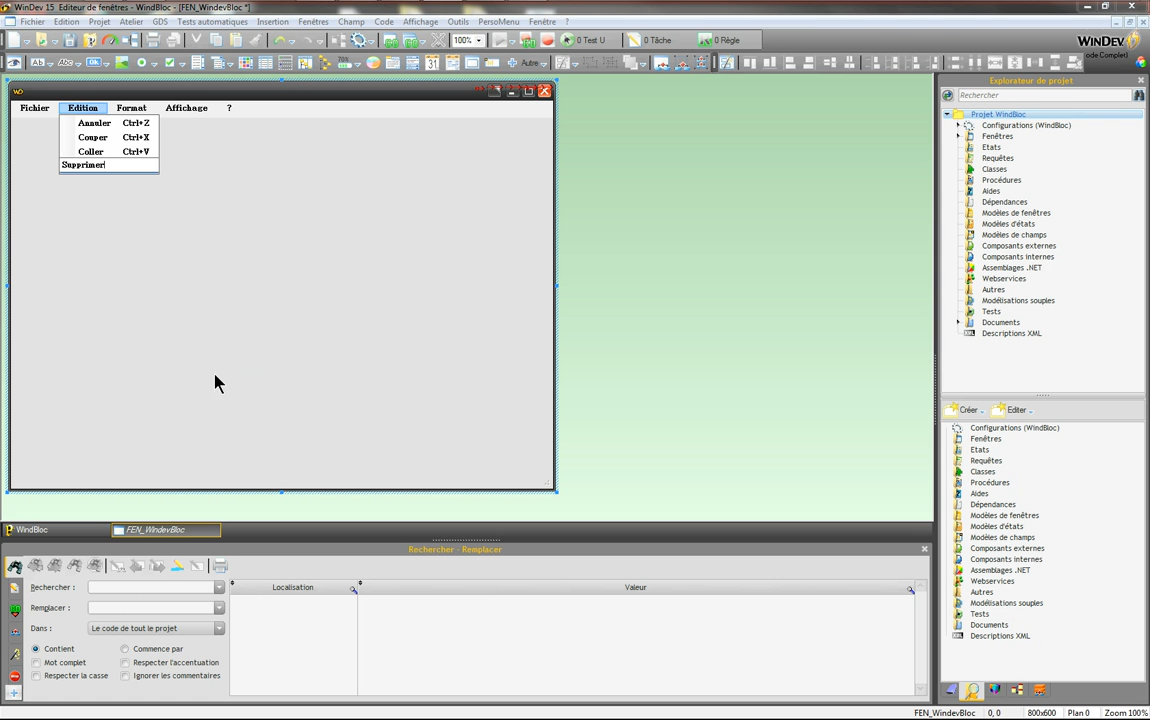 WinDev 15 Editeur de fenêtres - WindBloc - [FEN_WindevBloc *]
Fichier Edition Projet Atelier GDS Tests automatiques Insertion Fenêtres Champ Code Affichage Outils PersoMenu Fenêtre ?
100% 0 Test U 0 Tâche 0 Règle
WINDEV
ode Complet)
Autre
Fichier Edition Format Affichage ?
Annuler Ctrl+Z
Couper Ctrl+X
Coller Ctrl+V
Supprimer
Explorateur de projet
Rechercher
Projet WindBloc
Configurations (WindBloc)
Fenêtres
Etats
Requêtes
Classes
Procédures
Aides
Dépendances
Modèles de fenêtres
Modèles d'états
Modèles de champs
Composants externes
Composants internes
Assemblages .NET
Webservices
Autres
Modélisations souples
Tests
Documents
Descriptions XML
Créer Editer
Configurations (WindBloc)
Fenêtres
Etats
Requêtes
Classes
Procédures
Aides
Dépendances
Modèles de fenêtres
Modèles d'états
Modèles de champs
Composants externes
Composants internes
Assemblages .NET
Webservices
Autres
Modélisations souples
Tests
Documents
Descriptions XML
WindBloc FEN_WindevBloc
Rechercher - Remplacer
Rechercher :
Remplacer :
Dans : Le code de tout le projet
Contient Commence par
Mot complet Respecter l'accentuation
Respecter la casse Ignorer les commentaires
Localisation Valeur
FEN_WindevBloc 0, 0 800x600 Plan 0 Zoom 100%